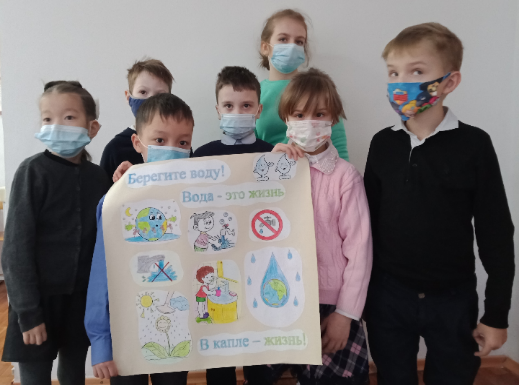 Берегите воду!
Вода - это жизнь
В капле – жизнь!